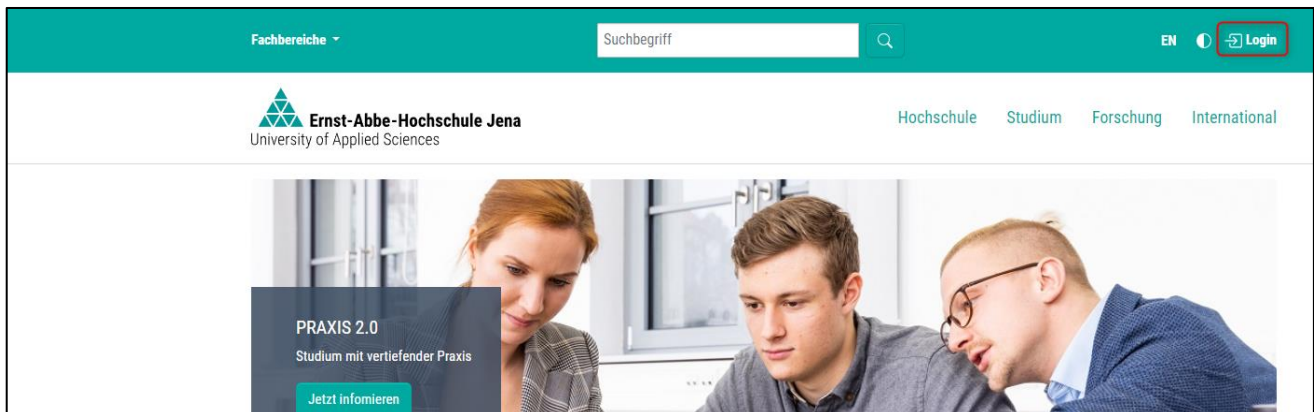 Fachbereiche
Suchbegriff
EN
Login
Ernst-Abbe-Hochschule Jena
University of Applied Sciences
Hochschule Studium Forschung International
PRAXIS 2.0
Studium mit vertiefender Praxis
Jetzt infomieren